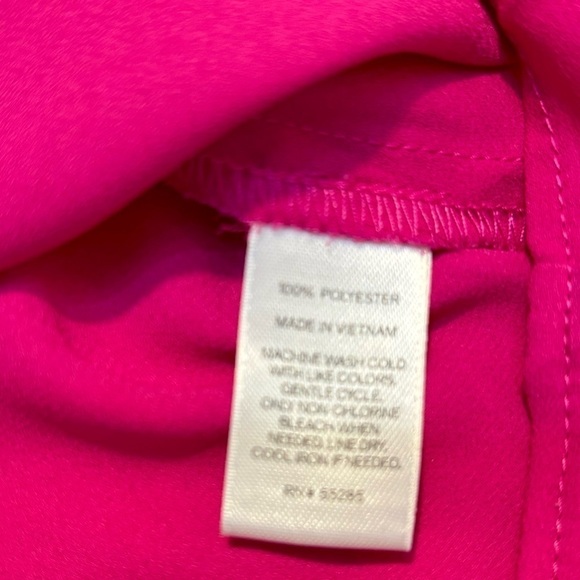 100% POLYESTER
MADE IN VIETNAM
MACHINE WASH COLD
WITH LIKE COLORS.
GENTLE CYCLE.
ONLY NON-CHLORINE
BLEACH WHEN
NEEDED. LINE DRY.
COOL IRON IF NEEDED.
RN# 55285